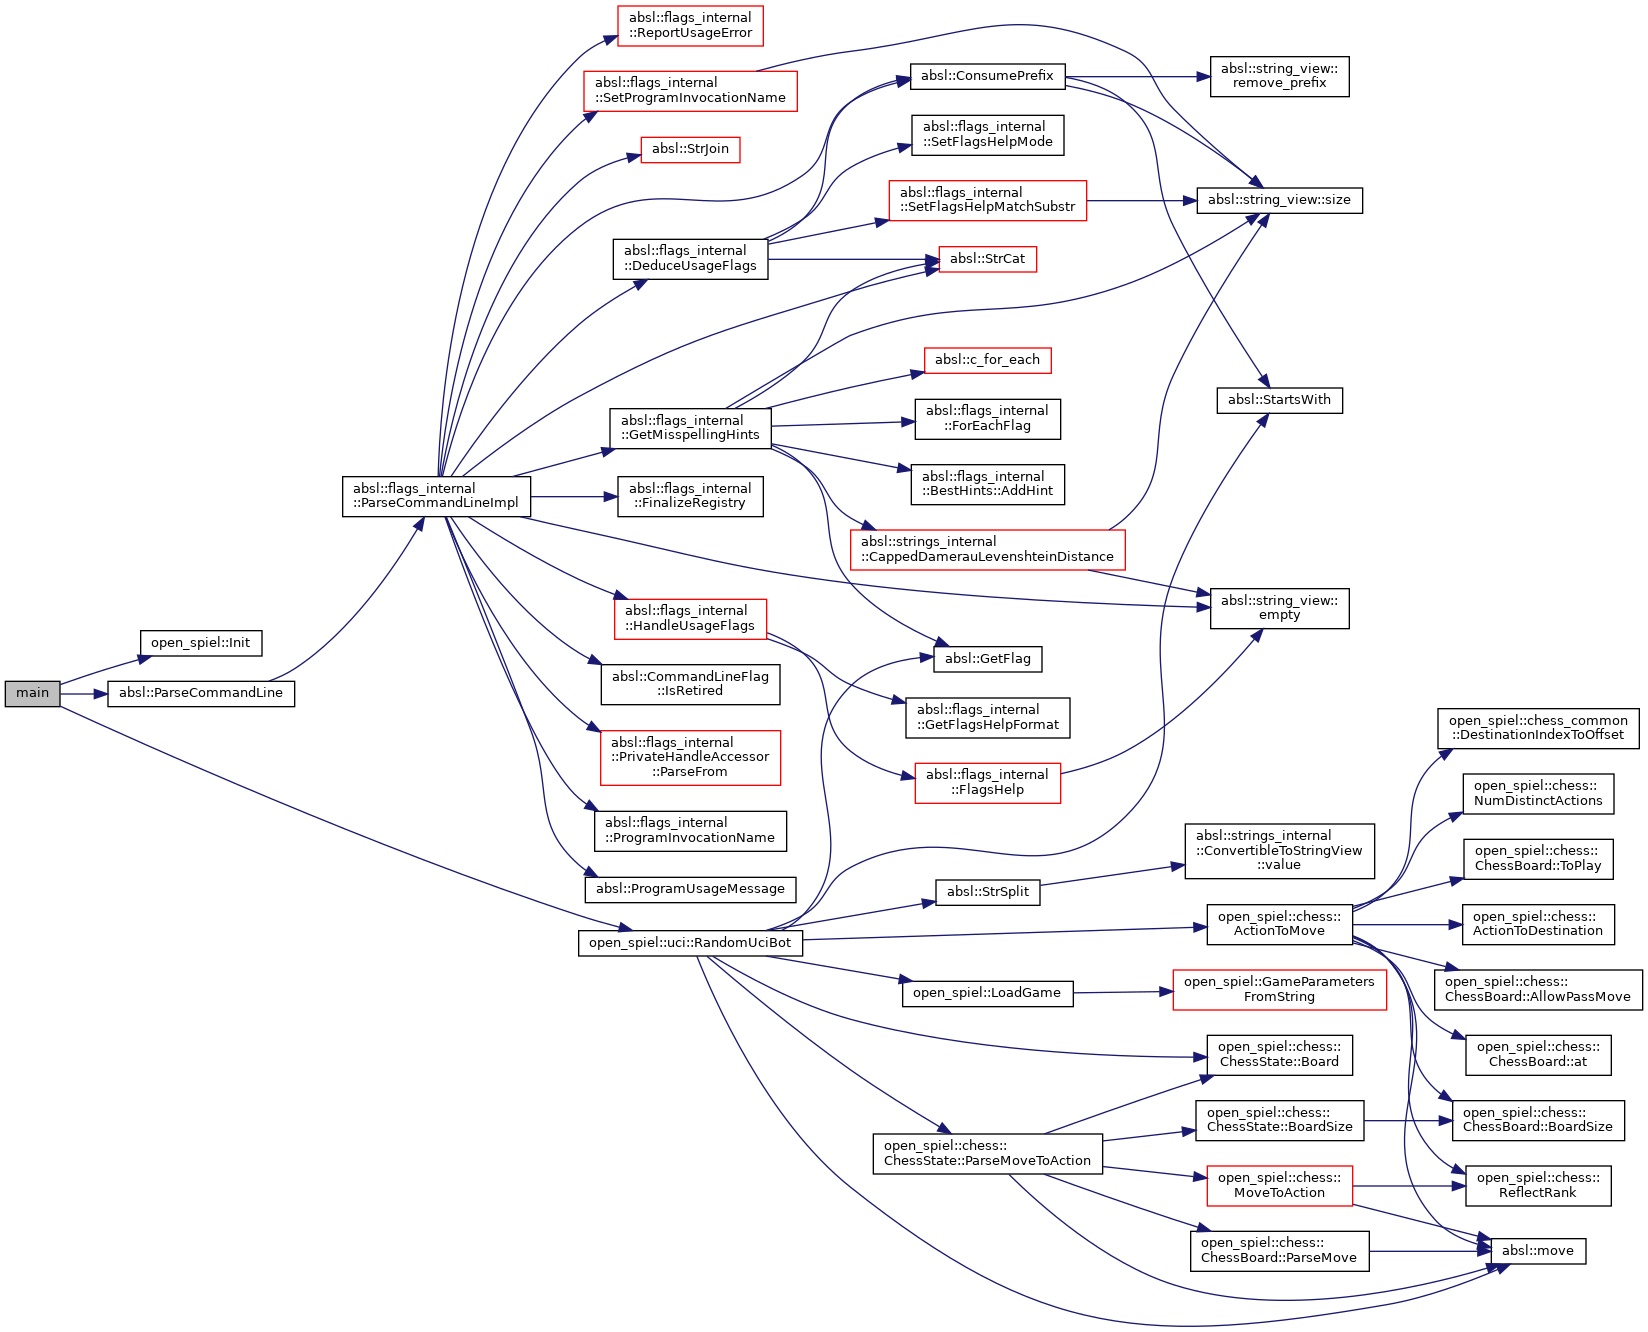 main
open_spiel::Init
absl::ParseCommandLine
absl::flags_internal
::ParseCommandLineImpl
absl::flags_internal
::ReportUsageError
absl::flags_internal
::SetProgramInvocationName
absl::StrJoin
absl::flags_internal
::DeduceUsageFlags
absl::flags_internal
::GetMisspellingHints
absl::flags_internal
::FinalizeRegistry
absl::flags_internal
::HandleUsageFlags
absl::CommandLineFlag
::IsRetired
absl::flags_internal
::PrivateHandleAccessor
::ParseFrom
absl::flags_internal
::ProgramInvocationName
absl::ProgramUsageMessage
open_spiel::uci::RandomUciBot
absl::ConsumePrefix
absl::flags_internal
::SetFlagsHelpMode
absl::flags_internal
::SetFlagsHelpMatchSubstr
absl::StrCat
absl::c_for_each
absl::flags_internal
::ForEachFlag
absl::flags_internal
::BestHints::AddHint
absl::strings_internal
::CappedDamerauLevenshteinDistance
absl::GetFlag
absl::flags_internal
::GetFlagsHelpFormat
absl::flags_internal
::FlagsHelp
absl::StrSplit
open_spiel::LoadGame
open_spiel::chess::
ChessState::ParseMoveToAction
absl::string_view::
remove_prefix
absl::string_view::size
absl::StartsWith
absl::string_view::
empty
absl::strings_internal
::ConvertibleToStringView
::value
open_spiel::chess::
ActionToMove
open_spiel::GameParameters
FromString
open_spiel::chess::
ChessState::Board
open_spiel::chess::
ChessState::BoardSize
open_spiel::chess::
MoveToAction
open_spiel::chess::
ChessBoard::ParseMove
open_spiel::chess_common
::DestinationIndexToOffset
open_spiel::chess::
NumDistinctActions
open_spiel::chess::
ChessBoard::ToPlay
open_spiel::chess::
ActionToDestination
open_spiel::chess::
ChessBoard::AllowPassMove
open_spiel::chess::
ChessBoard::at
open_spiel::chess::
ChessBoard::BoardSize
open_spiel::chess::
ReflectRank
absl::move